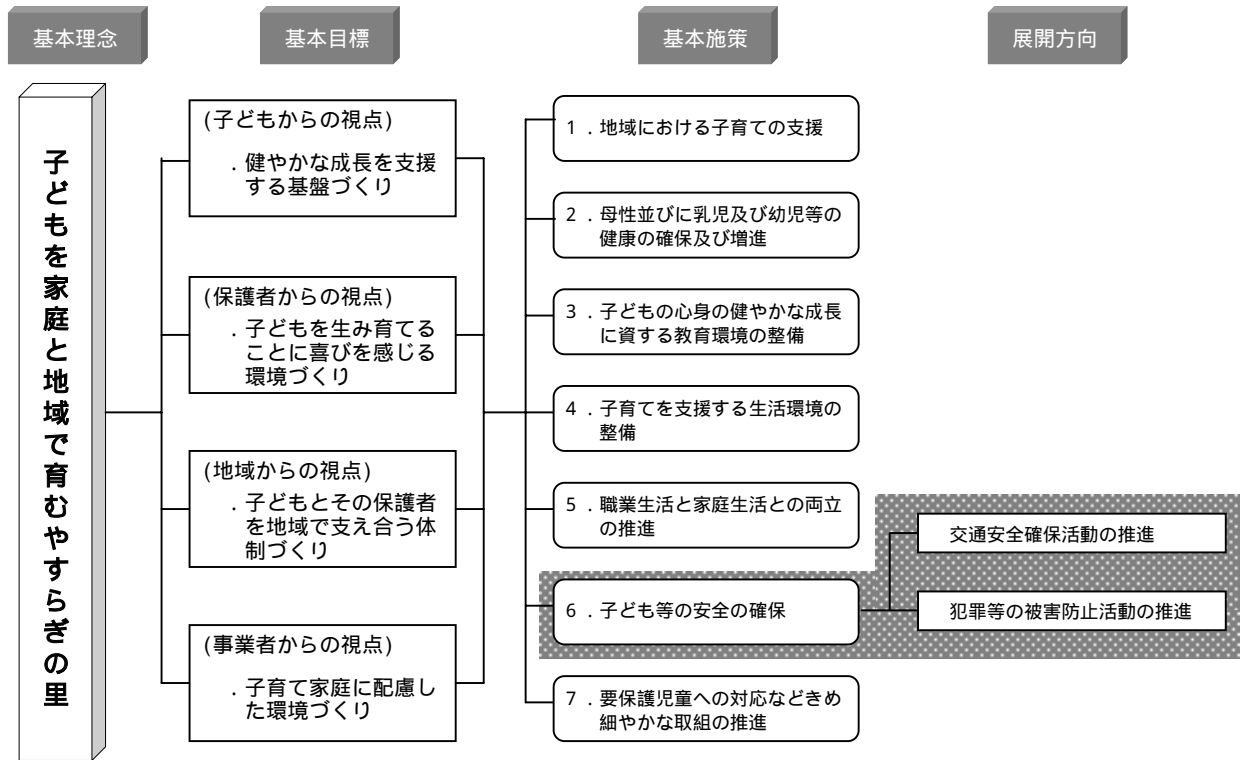 基本理念
基本目標
基本施策
展開方向
子どもを家庭と地域で育むやすらぎの里
(子どもからの視点)
．健やかな成長を支援
する基盤づくり
(保護者からの視点)
．子どもを生み育てる
ことに喜びを感じる
環境づくり
(地域からの視点)
．子どもとその保護者
を地域で支え合う体
制づくり
(事業者からの視点)
．子育て家庭に配慮し
た環境づくり
１．地域における子育ての支援
２．母性並びに乳児及び幼児等の
健康の確保及び増進
３．子どもの心身の健やかな成長
に資する教育環境の整備
４．子育てを支援する生活環境の
整備
５．職業生活と家庭生活との両立
の推進
６．子ども等の安全の確保
７．要保護児童への対応などきめ
細やかな取組の推進
交通安全確保活動の推進
犯罪等の被害防止活動の推進